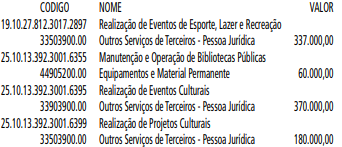 CODIGO NOME VALOR
19.10.27.812.3017.2897 Realização de Eventos de Esporte, Lazer e Recreação
33503900.00 Outros Serviços de Terceiros - Pessoa Jurídica 337.000,00
25.10.13.392.3001.6355 Manutenção e Operação de Bibliotecas Públicas
44905200.00 Equipamentos e Material Permanente 60.000,00
25.10.13.392.3001.6395 Realização de Eventos Culturais
33903900.00 Outros Serviços de Terceiros - Pessoa Jurídica 370.000,00
25.10.13.392.3001.6399 Realização de Projetos Culturais
33503900.00 Outros Serviços de Terceiros - Pessoa Jurídica 180.000,00